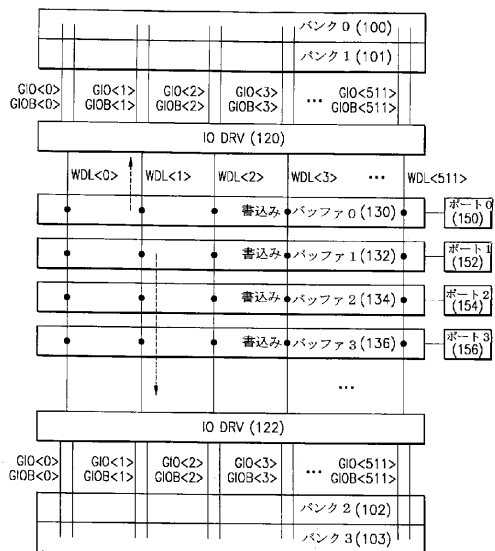 バンク0 (100)
バンク1 (101)
GIO<0> GIO<1> GIO<2> GIO<3> ... GIO<511>
GIOB<0> GIOB<1> GIOB<2> GIOB<3> GIOB<511>
IO DRV (120)
WDL<0> WDL<1> WDL<2> WDL<3> ... WDL<511>
書込み バッファ0 (130) ポート0
(150)
書込み バッファ1 (132) ポート1
(152)
書込み バッファ2 (134) ポート2
(154)
書込み バッファ3 (136) ポート3
(156)
...
IO DRV (122)
GIO<0> GIO<1> GIO<2> GIO<3> ... GIO<511>
GIOB<0> GIOB<1> GIOB<2> GIOB<3> GIOB<511>
バンク2 (102)
バンク3 (103)